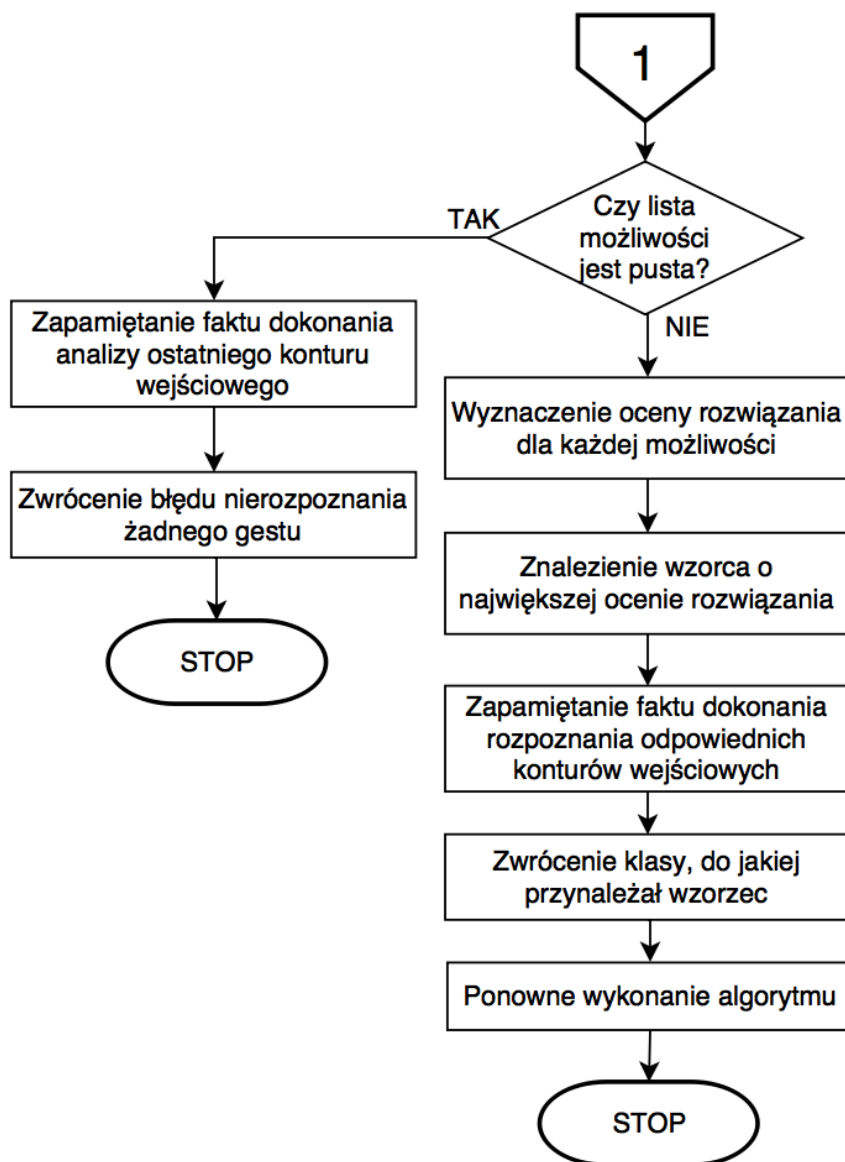 1
Czy lista
możliwości
jest pusta?
TAK
NIE
Zapamiętanie faktu dokonania
analizy ostatniego konturu
wejściowego
Zwrócenie błędu nierozpoznania
żadnego gestu
STOP
Wyznaczenie oceny rozwiązania
dla każdej możliwości
Znalezienie wzorca o
największej ocenie rozwiązania
Zapamiętanie faktu dokonania
rozpoznania odpowiednich
konturów wejściowych
Zwrócenie klasy, do jakiej
przynależał wzorzec
Ponowne wykonanie algorytmu
STOP